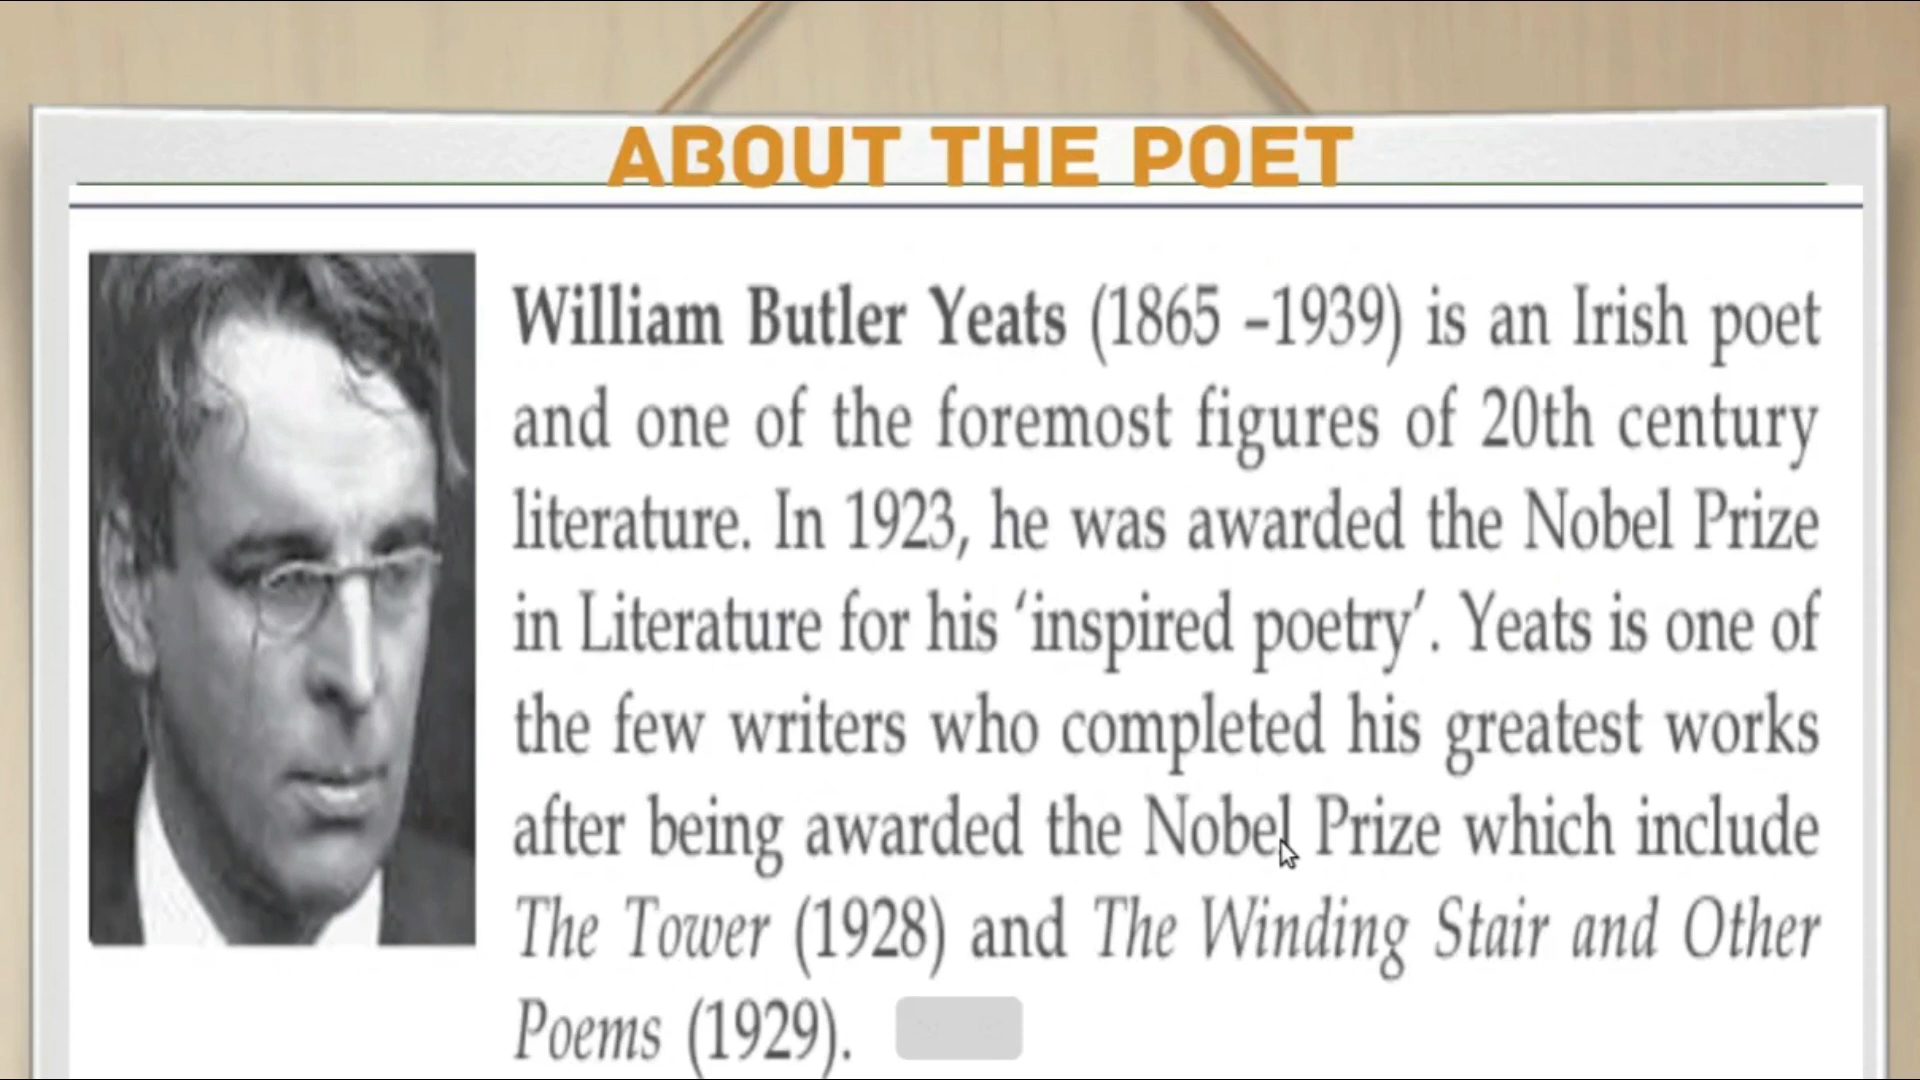 ABOUT THE POET
William Butler Yeats (1865 –1939) is an Irish poet
and one of the foremost figures of 20th century
literature. In 1923, he was awarded the Nobel Prize
in Literature for his ‘inspired poetry’. Yeats is one of
the few writers who completed his greatest works
after being awarded the Nobel Prize which include
The Tower (1928) and The Winding Stair and Other
Poems (1929).